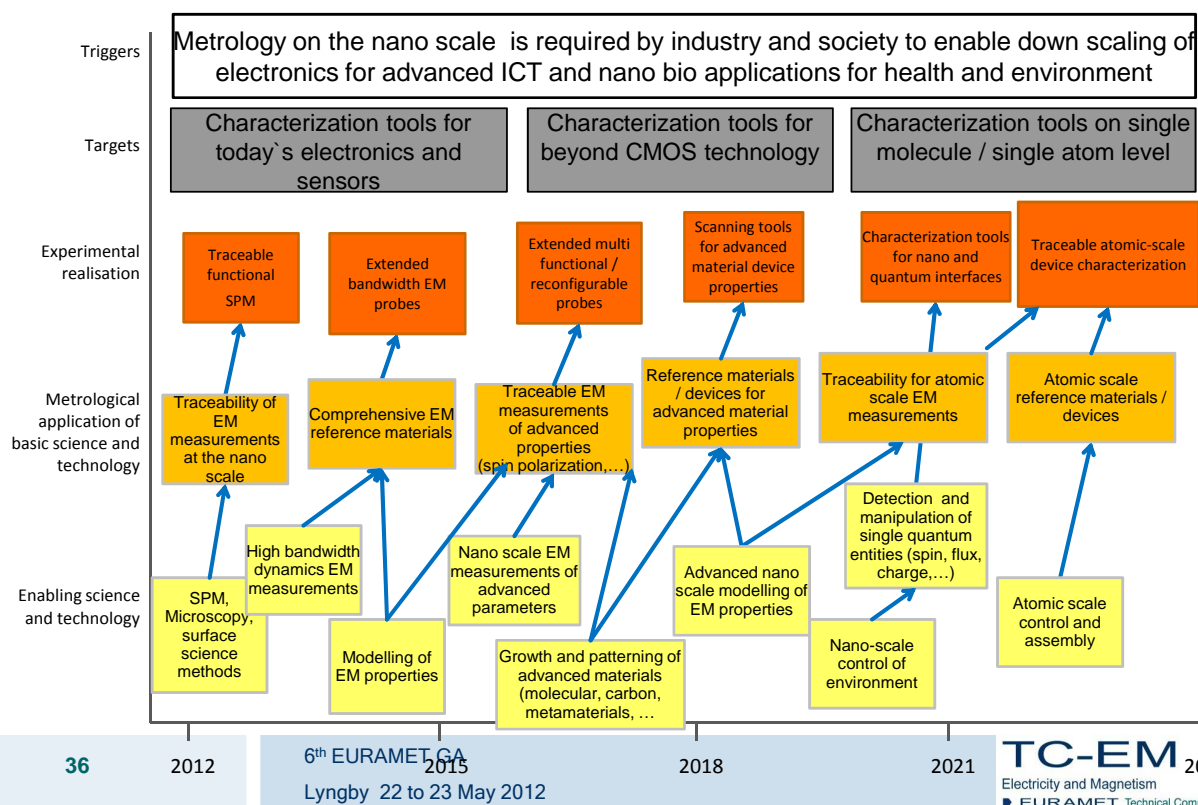 Triggers
Metrology on the nano scale is required by industry and society to enable down scaling of
electronics for advanced ICT and nano bio applications for health and environment
Targets
Characterization tools for
today`s electronics and
sensors
Characterization tools for
beyond CMOS technology
Characterization tools on single
molecule / single atom level
Experimental
realisation
Traceable
functional
SPM
Extended
bandwidth EM
probes
Extended multi
functional /
reconfigurable
probes
Scanning tools
for advanced
material device
properties
Characterization tools
for nano and
quantum interfaces
Traceable atomic-scale
device characterization
Metrological
application of
basic science and
technology
Traceability of
EM
measurements
at the nano
scale
Comprehensive EM
reference materials
Traceable EM
measurements
of advanced
properties
(spin polarization,...)
Reference materials
/ devices for
advanced material
properties
Traceability for atomic
scale EM
measurements
Atomic scale
reference materials /
devices
Enabling science
and technology
SPM,
Microscopy,
surface
science
methods
High bandwidth
dynamics EM
measurements
Modelling of
EM properties
Nano scale EM
measurements of
advanced
parameters
Growth and patterning of
advanced materials
(molecular, carbon,
metamaterials, …
Advanced nano
scale modelling of
EM properties
Detection and
manipulation of
single quantum
entities (spin, flux,
charge,...)
Nano-scale
control of
environment
Atomic scale
control and
assembly
2012
2015
2018
2021
36
6th EURAMET GA
Lyngby 22 to 23 May 2012
TC-EM
Electricity and Magnetism
EURAMET Technical